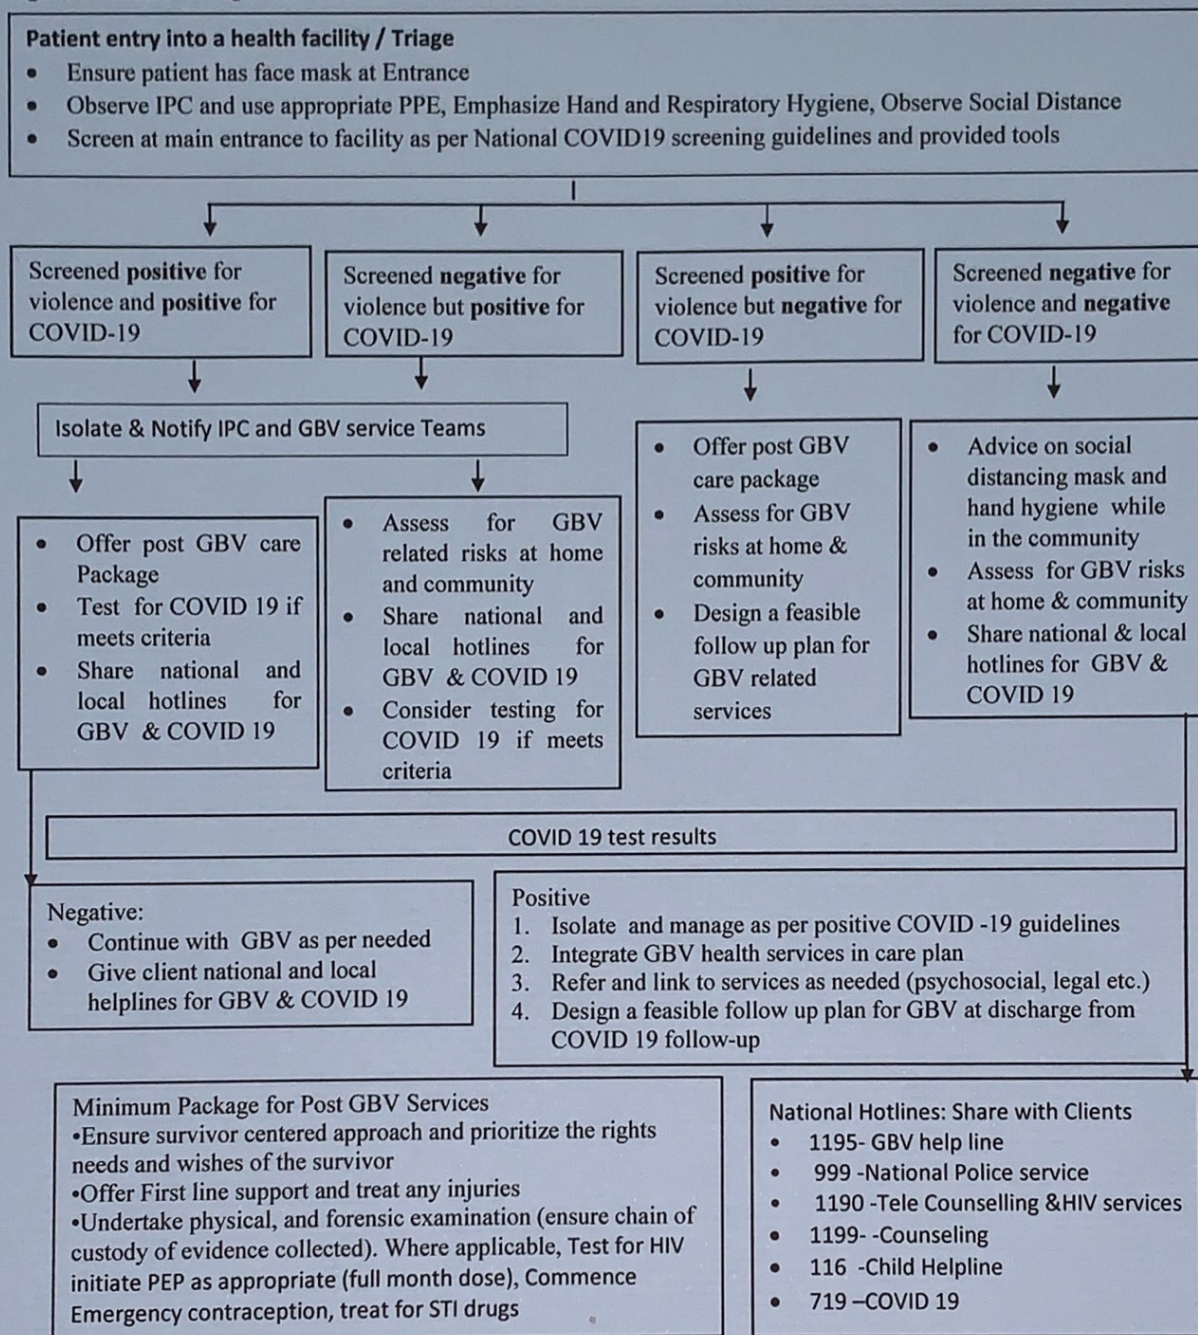 Patient entry into a health facility / Triage
• Ensure patient has face mask at Entrance
• Observe IPC and use appropriate PPE, Emphasize Hand and Respiratory Hygiene, Observe Social Distance
• Screen at main entrance to facility as per National COVID19 screening guidelines and provided tools
Screened positive for
violence and positive for
COVID-19
Screened negative for
violence but positive for
COVID-19
Screened positive for
violence but negative for
COVID-19
Screened negative for
violence and negative
for COVID-19
Isolate & Notify IPC and GBV service Teams
• Offer post GBV care
Package
• Test for COVID 19 if
meets criteria
• Share national and
local hotlines for
GBV & COVID 19
• Assess for GBV
related risks at home
and community
• Share national and
local hotlines for
GBV & COVID 19
• Consider testing for
COVID 19 if meets
criteria
• Offer post GBV
care package
• Assess for GBV
risks at home &
community
• Design a feasible
follow up plan for
GBV related
services
• Advice on social
distancing mask and
hand hygiene while
in the community
• Assess for GBV risks
at home & community
• Share national & local
hotlines for GBV &
COVID 19
COVID 19 test results
Negative:
• Continue with GBV as per needed
• Give client national and local
helplines for GBV & COVID 19
Positive
1. Isolate and manage as per positive COVID -19 guidelines
2. Integrate GBV health services in care plan
3. Refer and link to services as needed (psychosocial, legal etc.)
4. Design a feasible follow up plan for GBV at discharge from
COVID 19 follow-up
Minimum Package for Post GBV Services
•Ensure survivor centered approach and prioritize the rights
needs and wishes of the survivor
•Offer First line support and treat any injuries
•Undertake physical, and forensic examination (ensure chain of
custody of evidence collected). Where applicable, Test for HIV
initiate PEP as appropriate (full month dose), Commence
Emergency contraception, treat for STI drugs
National Hotlines: Share with Clients
• 1195- GBV help line
• 999 -National Police service
• 1190 -Tele Counselling &HIV services
• 1199- -Counseling
• 116 -Child Helpline
• 719 –COVID 19